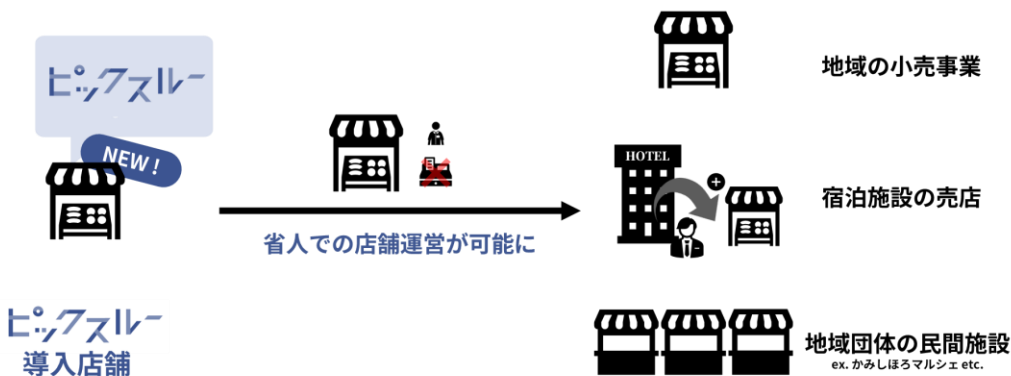 ピックスルー
NEW!
省人での店舗運営が可能に
ピックスルー
導入店舗
地域の小売事業
HOTEL
宿泊施設の売店
地域団体の民間施設
ex. かみしほろマルシェ etc.